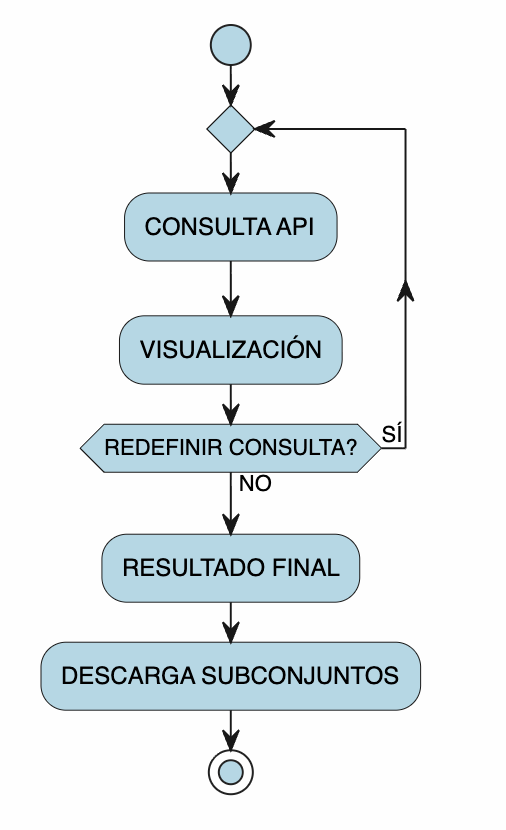 CONSULTA API
VISUALIZACIÓN
REDEFINIR CONSULTA?
SÍ
NO
RESULTADO FINAL
DESCARGA SUBCONJUNTOS